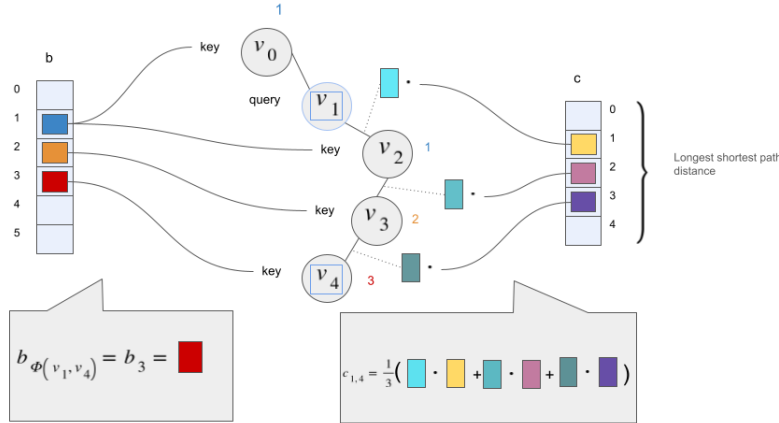 1
b
key
v0
0
query
v1
c
0
1
1
2
key
v2
1
2
Longest shortest path
distance
3
3
4
key
v3
2
4
5
key
v4
3
bΦ(v1,v4) = b3 =
c1,4 = 1/3( · + · + · )